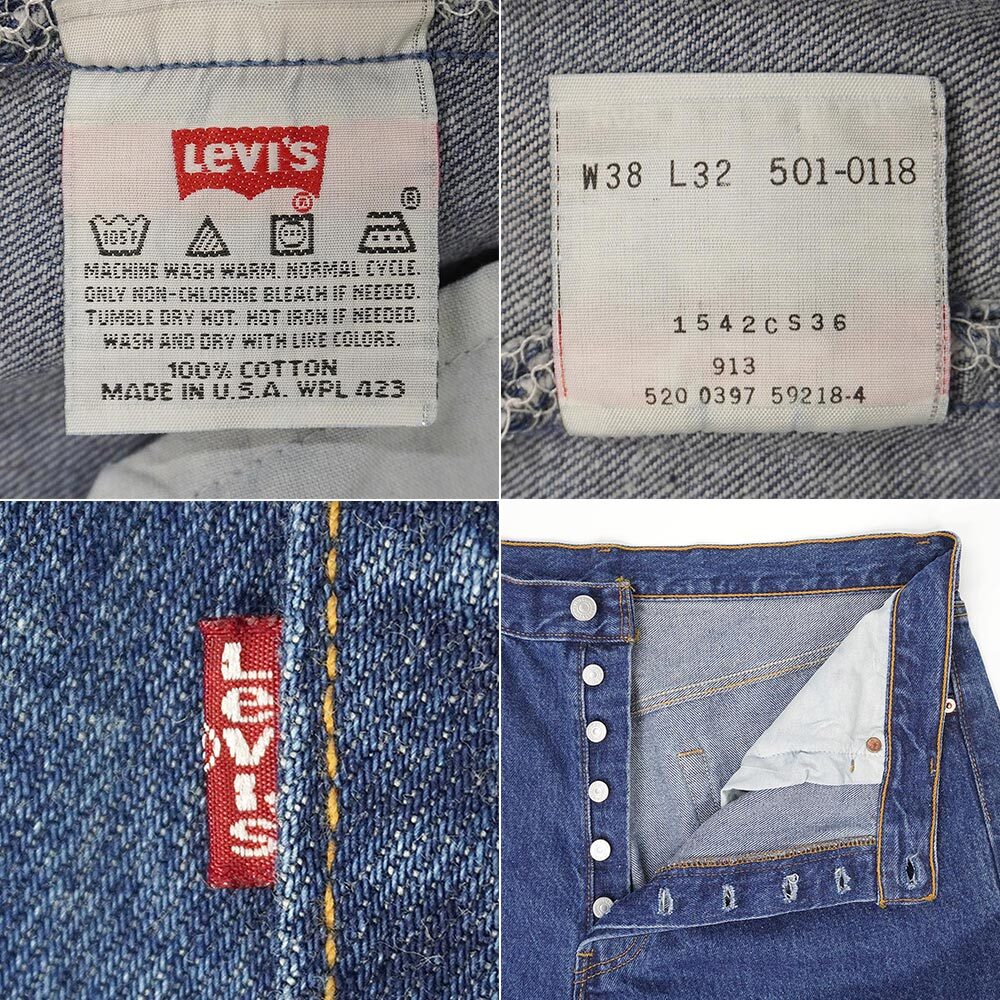 Levi's
®
®
105F
MACHINE WASH WARM. NORMAL CYCLE.
ONLY NON-CHLORINE BLEACH IF NEEDED.
TUMBLE DRY HOT. HOT IRON IF NEEDED.
WASH AND DRY WITH LIKE COLORS.
100% COTTON
MADE IN U.S.A. WPL 423
W38 L32 501-0118
1542CS36
913
520 0397 59218-4
LeVI'S
®